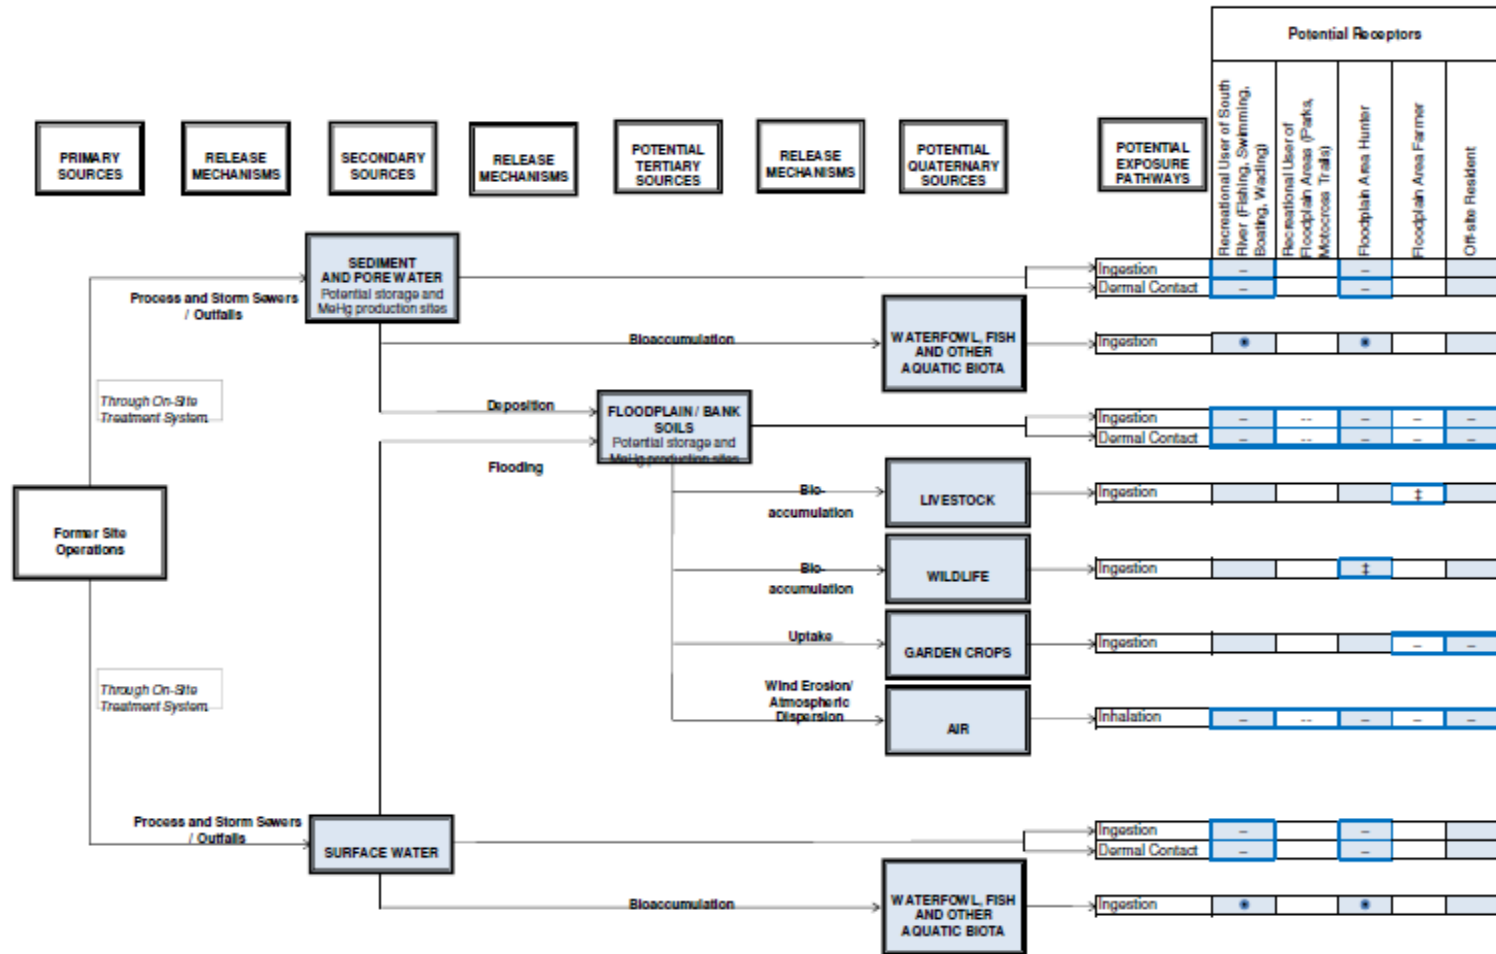 Potential Receptors
Recreational User of South
River (Fishing, Swimming,
Boating, Wading)
Recreational User of
Floodplain Areas (Parks,
Motocross Trails)
Floodplain Area Hunter
Floodplain Area Farmer
Off-site Resident
PRIMARY
SOURCES
RELEASE
MECHANISMS
SECONDARY
SOURCES
RELEASE
MECHANISMS
POTENTIAL
TERTIARY
SOURCES
RELEASE
MECHANISMS
POTENTIAL
QUATERNARY
SOURCES
POTENTIAL
EXPOSURE
PATHWAYS
SEDIMENT
AND PORE WATER
Potential storage and
MeHg production sites
Process and Storm Sewers
/ Outfalls
Ingestion – –
Dermal Contact – –
Bioaccumulation
WATERFOWL, FISH
AND OTHER
AQUATIC BIOTA
Ingestion
Through On-Site
Treatment System.
Deposition
FLOODPLAIN / BANK
SOILS
Potential storage and
MeHg production sites
Flooding
Ingestion – -- – – –
Dermal Contact – -- – – –
Bio-
accumulation
LIVESTOCK
Ingestion ‡
Former Site
Operations
Bio-
accumulation
WILDLIFE
Ingestion ‡
Uptake
GARDEN CROPS
Ingestion – –
Through On-Site
Treatment System.
Wind Erosion/
Atmospheric
Dispersion
AIR
Inhalation – -- – – –
Process and Storm Sewers
/ Outfalls
SURFACE WATER
Ingestion – –
Dermal Contact – –
Bioaccumulation
WATERFOWL, FISH
AND OTHER
AQUATIC BIOTA
Ingestion